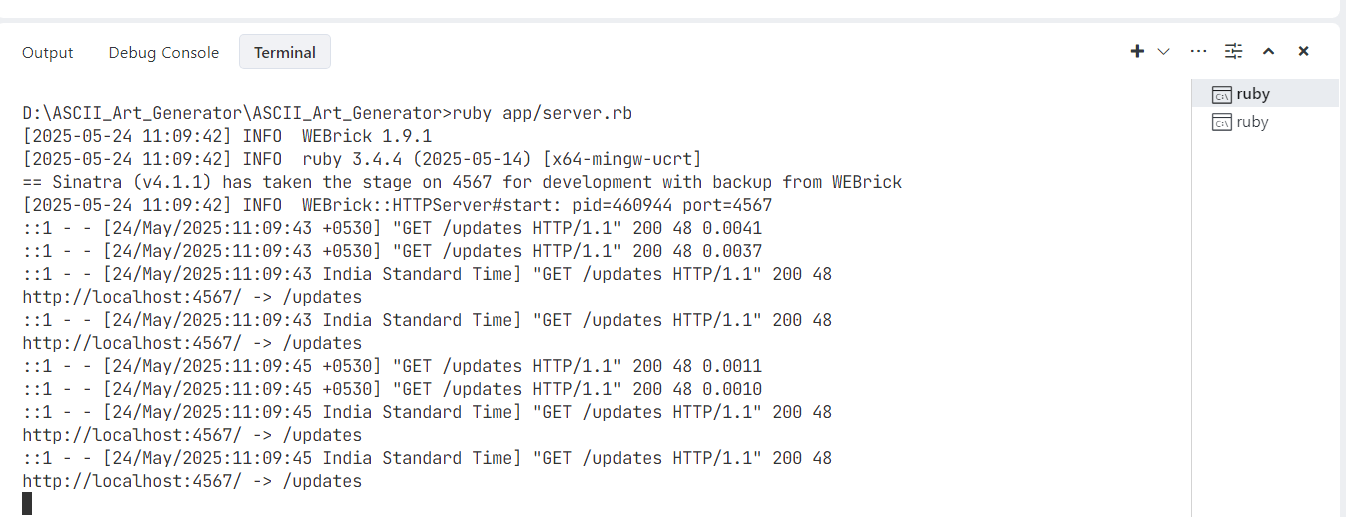 Output Debug Console Terminal
D:\ASCII_Art_Generator\ASCII_Art_Generator>ruby app/server.rb
[2025-05-24 11:09:42] INFO  WEBrick 1.9.1
[2025-05-24 11:09:42] INFO  ruby 3.4.4 (2025-05-14) [x64-mingw-ucrt]
== Sinatra (v4.1.1) has taken the stage on 4567 for development with backup from WEBrick
[2025-05-24 11:09:42] INFO  WEBrick::HTTPServer#start: pid=460944 port=4567
::1 - - [24/May/2025:11:09:43 +0530] "GET /updates HTTP/1.1" 200 48 0.0041
::1 - - [24/May/2025:11:09:43 +0530] "GET /updates HTTP/1.1" 200 48 0.0037
::1 - - [24/May/2025:11:09:43 India Standard Time] "GET /updates HTTP/1.1" 200 48
http://localhost:4567/ -> /updates
::1 - - [24/May/2025:11:09:43 India Standard Time] "GET /updates HTTP/1.1" 200 48
http://localhost:4567/ -> /updates
::1 - - [24/May/2025:11:09:45 +0530] "GET /updates HTTP/1.1" 200 48 0.0011
::1 - - [24/May/2025:11:09:45 +0530] "GET /updates HTTP/1.1" 200 48 0.0010
::1 - - [24/May/2025:11:09:45 India Standard Time] "GET /updates HTTP/1.1" 200 48
http://localhost:4567/ -> /updates
::1 - - [24/May/2025:11:09:45 India Standard Time] "GET /updates HTTP/1.1" 200 48
http://localhost:4567/ -> /updates
ruby
ruby